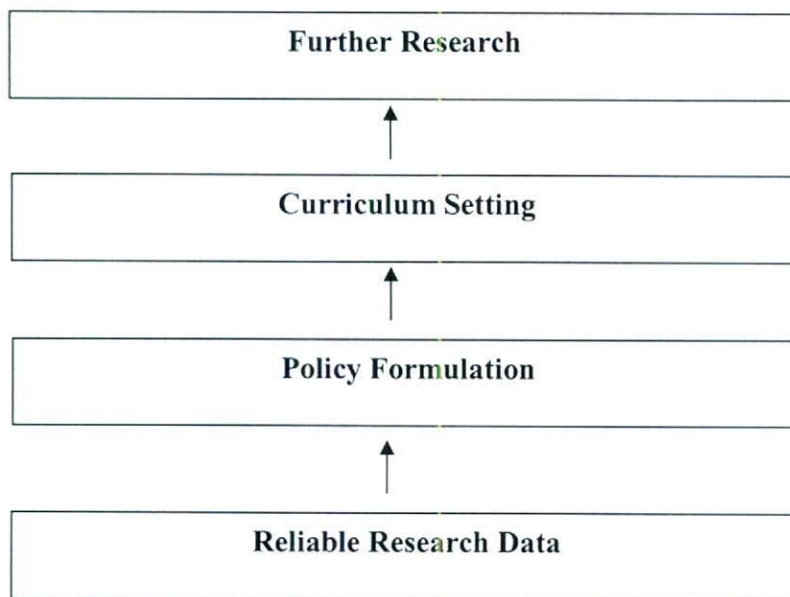 Further Research
Curriculum Setting
Policy Formulation
Reliable Research Data